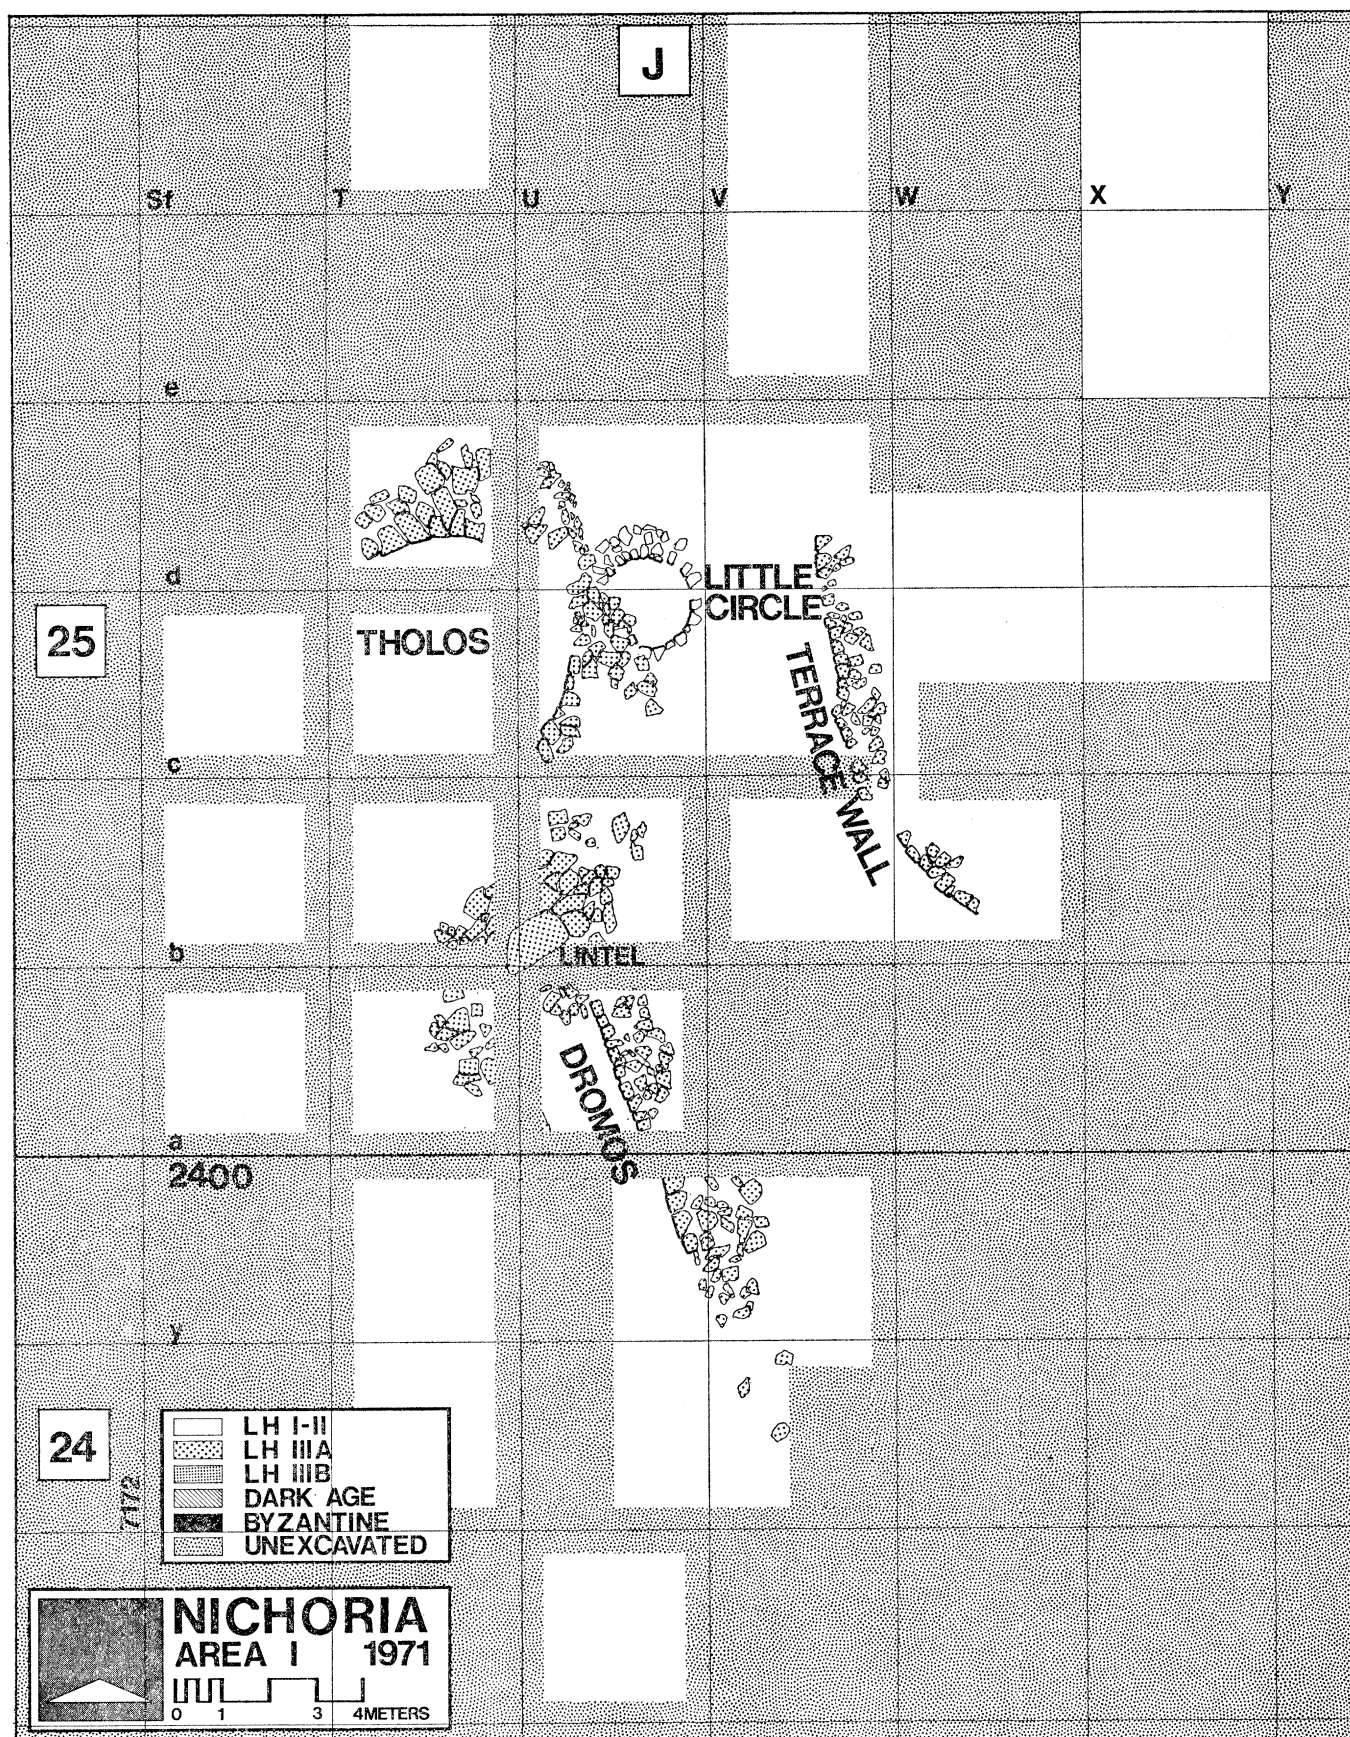 J
Sf T U V W X Y
e
d
LITTLE
CIRCLE
25
THOLOS
TERRACE WALL
c
b
LINTEL
DROMOS
a
2400
y
24
7172
LH I-II
LH IIIA
LH IIIB
DARK AGE
BYZANTINE
UNEXCAVATED
NICHORIA
AREA I 1971
0 1 3 4METERS